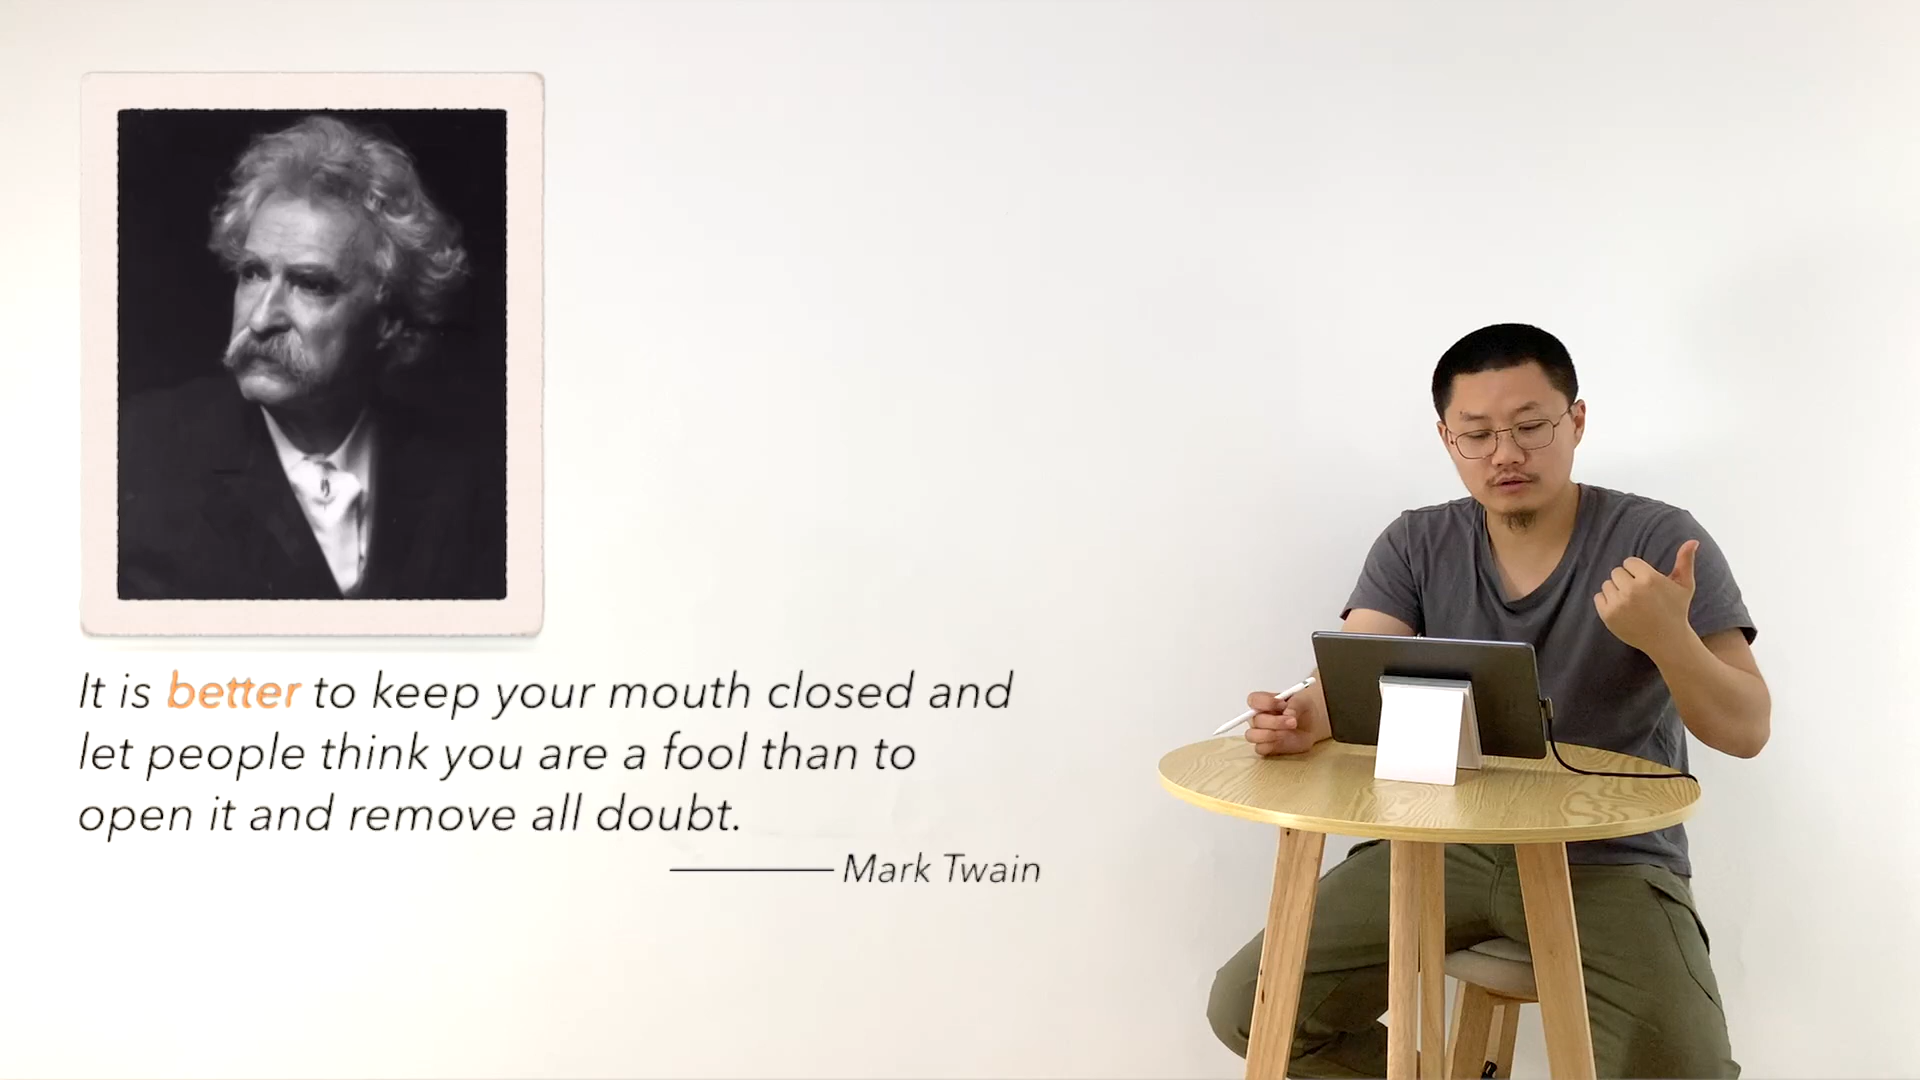 It is better to keep your mouth closed and
let people think you are a fool than to
open it and remove all doubt.
Mark Twain